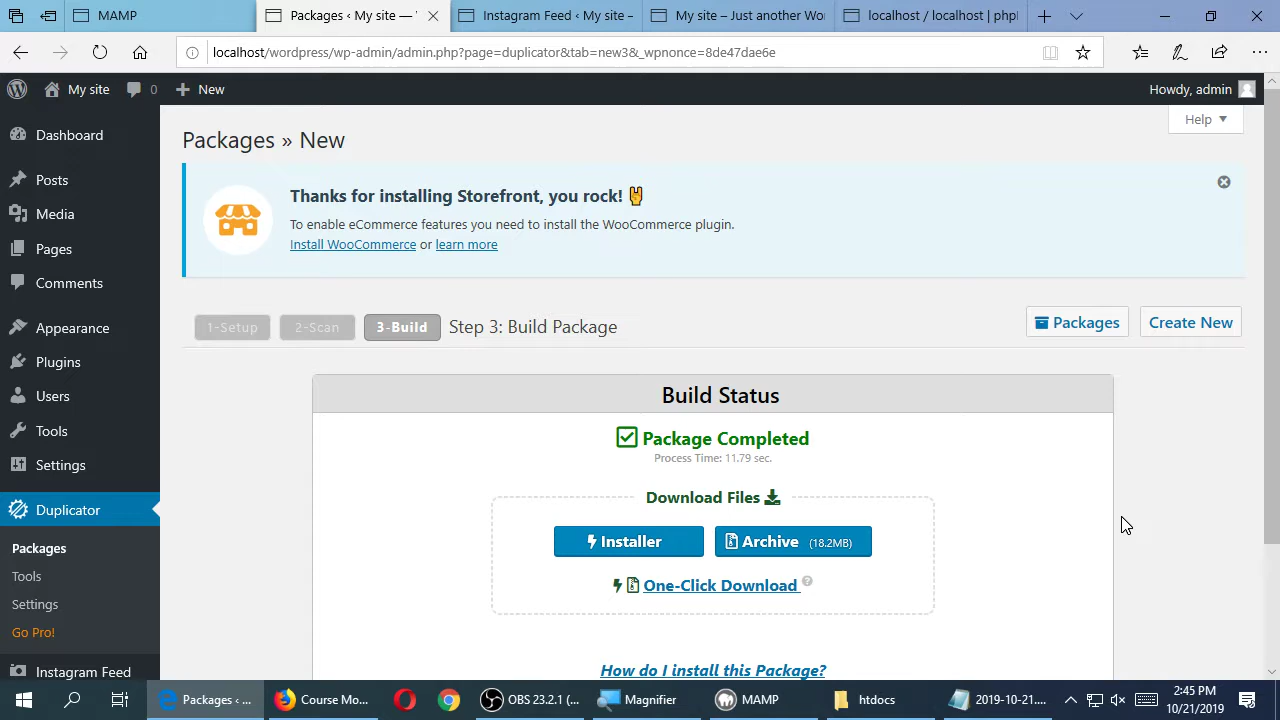 MAMP
Packages ‹ My site — '
Instagram Feed ‹ My site –
My site – Just another Wo
localhost / localhost | phpl
localhost/wordpress/wp-admin/admin.php?page=duplicator&tab=new3&_wpnonce=8de47dae6e
My site
0
New
Howdy, admin
Dashboard
Posts
Media
Pages
Comments
Appearance
Plugins
Users
Tools
Settings
Duplicator
Packages
Tools
Settings
Go Pro!
Instagram Feed
Help
Packages » New
Thanks for installing Storefront, you rock! 🤘
To enable eCommerce features you need to install the WooCommerce plugin.
Install WooCommerce or learn more
1-Setup 2-Scan 3-Build Step 3: Build Package
Packages Create New
Build Status
Package Completed
Process Time: 11.79 sec.
Download Files
Installer Archive (18.2MB)
One-Click Download ?
How do I install this Package?
Packages ‹ ...
Course Mo...
OBS 23.2.1 (...
Magnifier
MAMP
htdocs
2019-10-21....
2:45 PM
10/21/2019